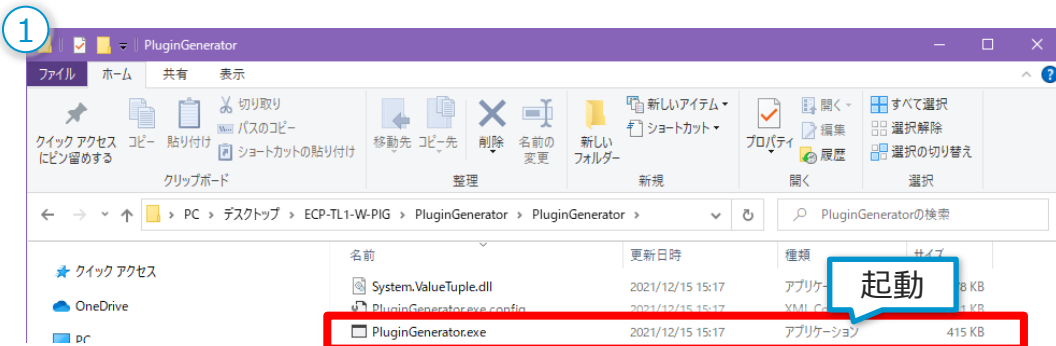 1
PluginGenerator
ファイル ホーム 共有 表示
クイック アクセス
にピン留めする
コピー
貼り付け
切り取り
パスのコピー
ショートカットの貼り付け
移動先
コピー先
削除
名前の
変更
新しい
フォルダー
新しいアイテム
ショートカット
プロパティ
開く
編集
履歴
すべて選択
選択解除
選択の切り替え
クリップボード 整理 新規 開く 選択
PC > デスクトップ > ECP-TL1-W-PIG > PluginGenerator > PluginGenerator >
PluginGeneratorの検索
名前 更新日時 種類 サイズ
クイック アクセス
OneDrive
PC
System.ValueTuple.dll 2021/12/15 15:17 KB
PluginGenerator.exe.config 2021/12/15 15:17 XML KB
PluginGenerator.exe 2021/12/15 15:17 アプリケーション 415 KB
起動